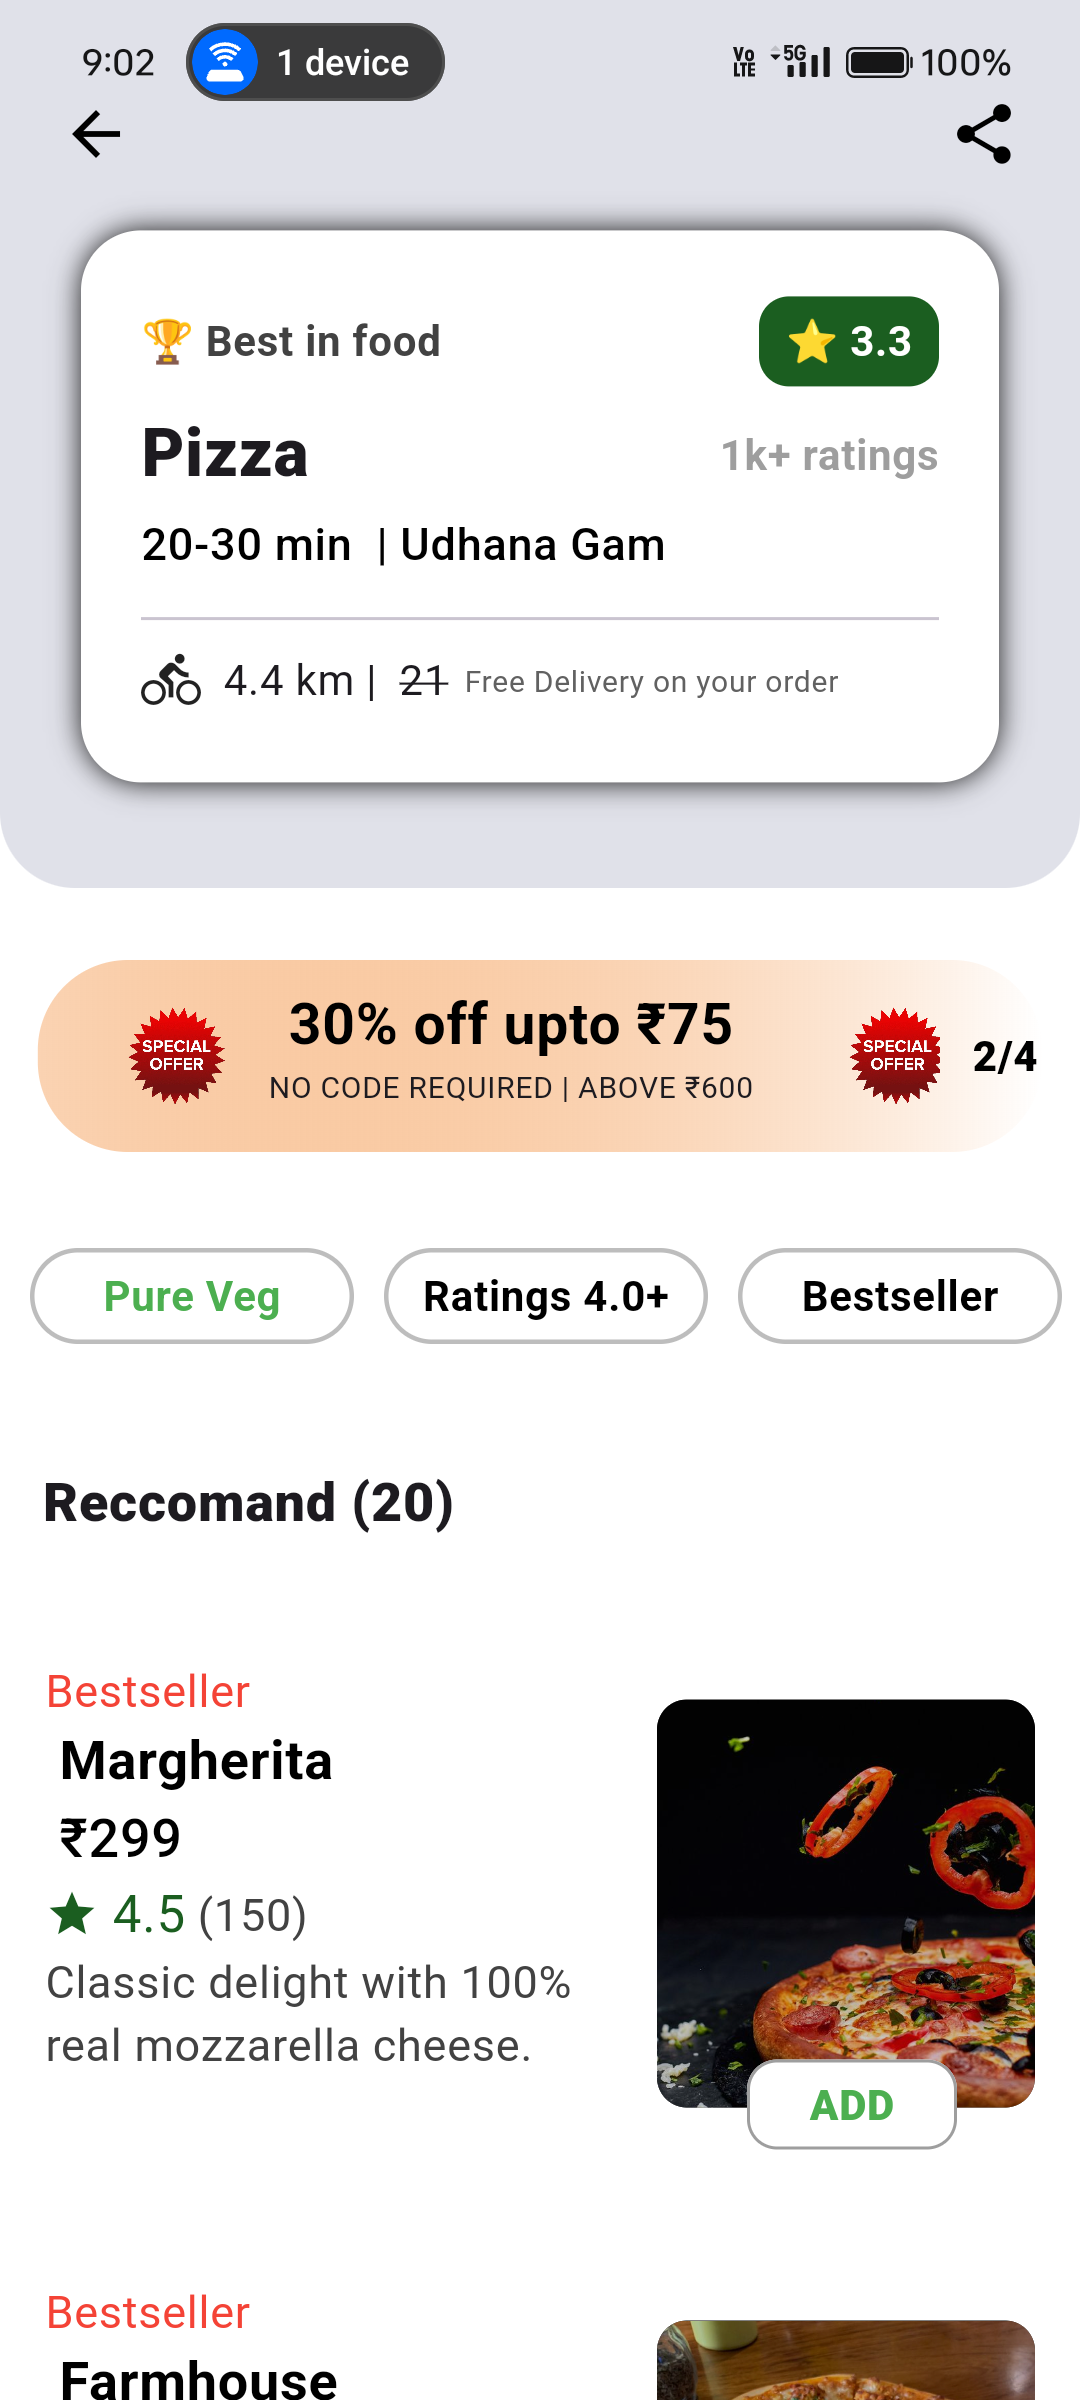 9:02 1 device Vo LTE 5G 100%
🏆 Best in food ⭐ 3.3
Pizza 1k+ ratings
20-30 min | Udhana Gam
4.4 km | 21 Free Delivery on your order
SPECIAL OFFER 30% off upto ₹75 SPECIAL OFFER 2/4
NO CODE REQUIRED | ABOVE ₹600
Pure Veg Ratings 4.0+ Bestseller
Reccomand (20)
Bestseller
Margherita
₹299
★ 4.5 (150)
Classic delight with 100%
real mozzarella cheese.
ADD
Bestseller
Farmhouse